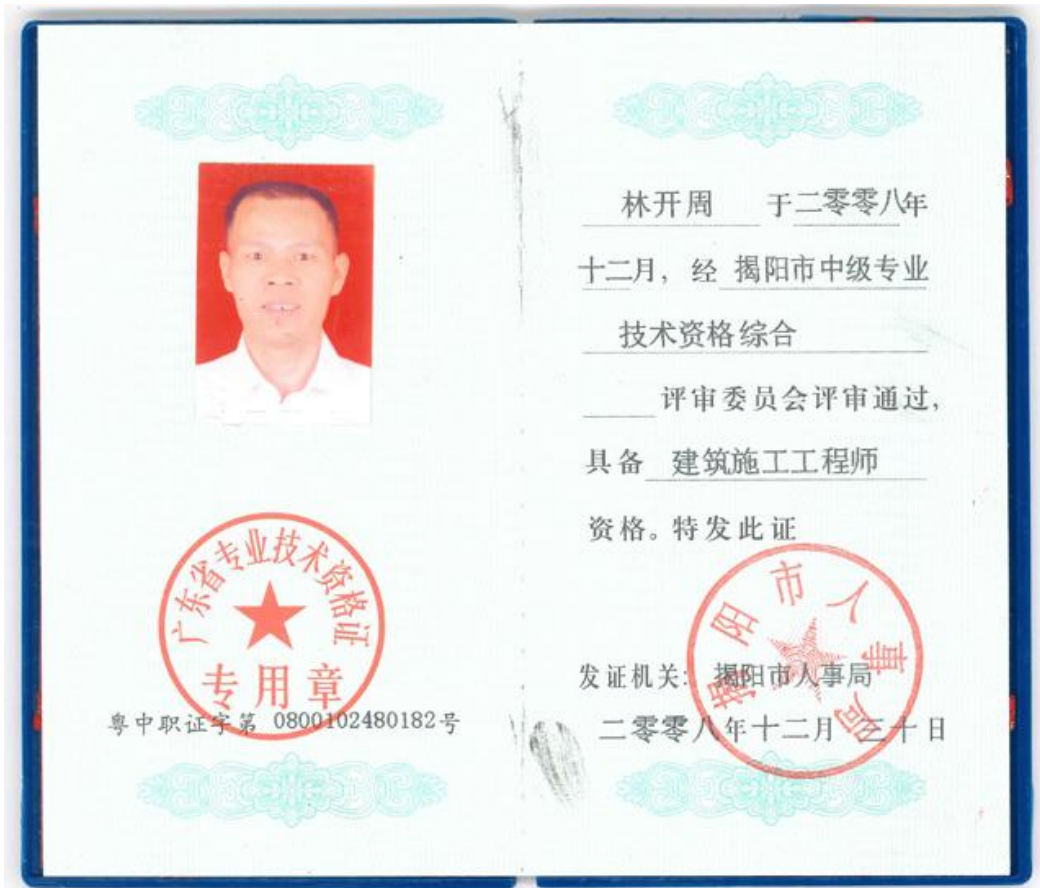 广东省专业技术资格证
专用章
粤中职证字第 0800102480182号
林开周 于二零零八年
十二月，经 揭阳市中级专业
技术资格综合
评审委员会评审通过，
具备 建筑施工工程师
资格。特发此证
揭阳市人事局
发证机关：揭阳市人事局
二零零八年十二月 三十日